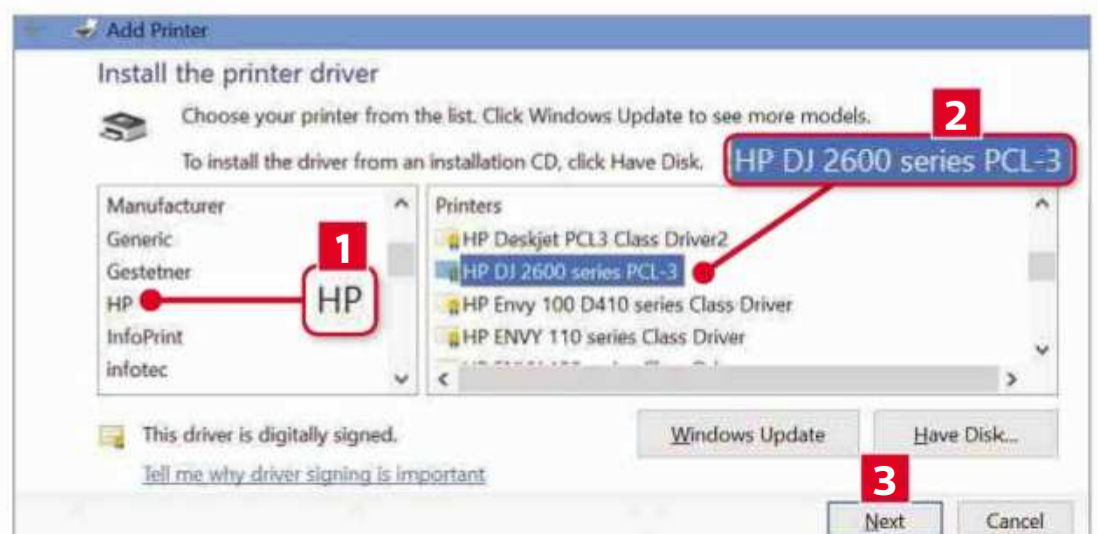 Add Printer
Install the printer driver
Choose your printer from the list. Click Windows Update to see more models.
2
To install the driver from an installation CD, click Have Disk.
HP DJ 2600 series PCL-3
Manufacturer
Generic
Gestetner
HP
InfoPrint
infotec
1
HP
Printers
HP Deskjet PCL3 Class Driver2
HP DJ 2600 series PCL-3
HP Envy 100 D410 series Class Driver
HP ENVY 110 series Class Driver
This driver is digitally signed.
Tell me why driver signing is important
Windows Update
Have Disk...
3
Next
Cancel